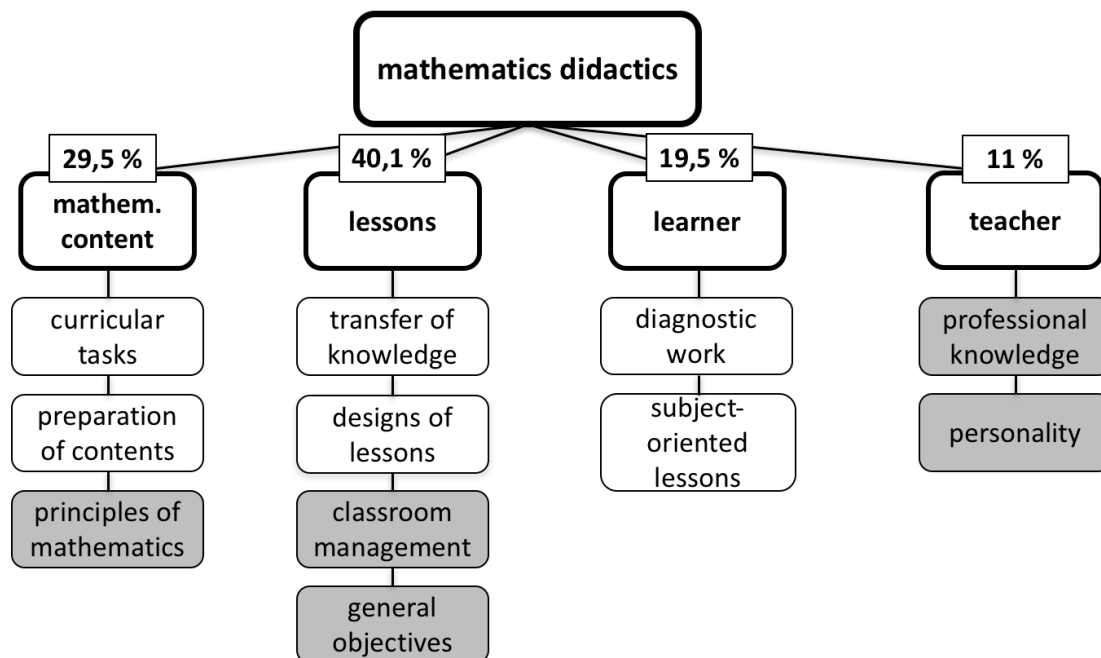 mathematics didactics
29,5 %
40,1 %
19,5 %
11 %
mathem.
content
lessons
learner
teacher
curricular
tasks
preparation
of contents
principles of
mathematics
transfer of
knowledge
designs of
lessons
classroom
management
general
objectives
diagnostic
work
subject-
oriented
lessons
professional
knowledge
personality